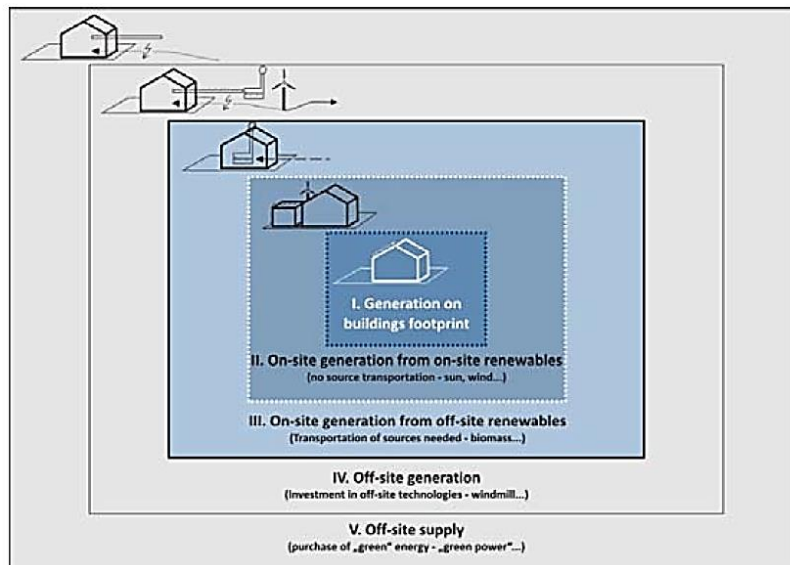 I. Generation on
buildings footprint
II. On-site generation from on-site renewables
(no source transportation - sun, wind...)
III. On-site generation from off-site renewables
(Transportation of sources needed - biomass...)
IV. Off-site generation
(Investment in off-site technologies - windmill...)
V. Off-site supply
(purchase of „green“ energy - „green power“...)